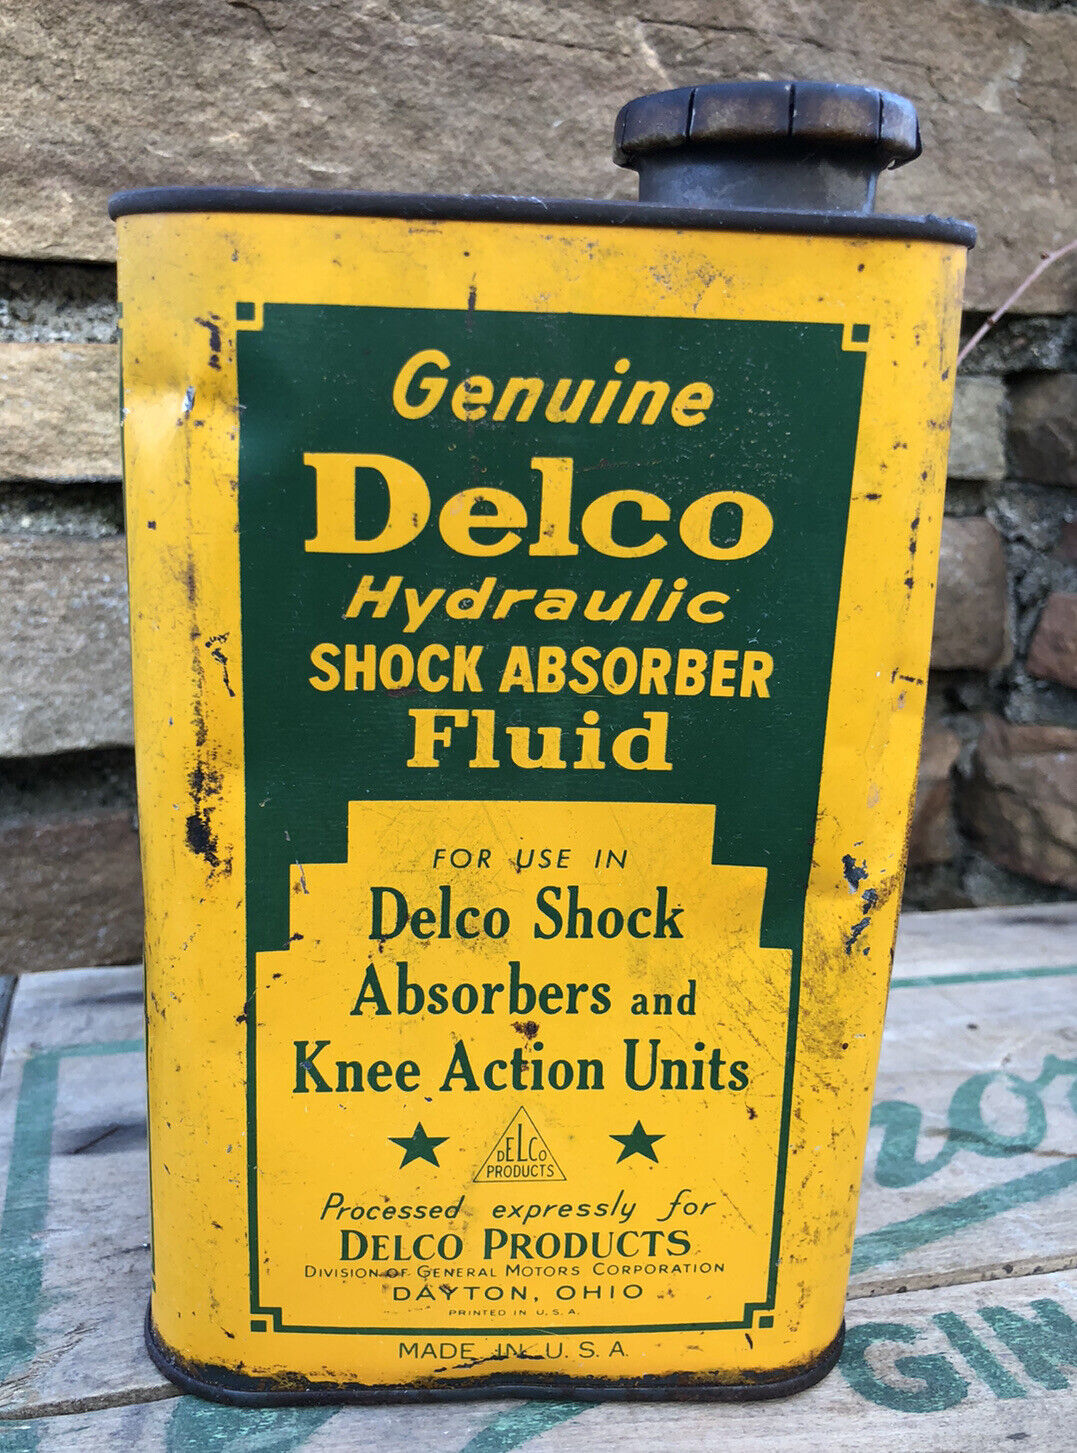 Genuine
Delco
Hydraulic
SHOCK ABSORBER
Fluid
FOR USE IN
Delco Shock
Absorbers and
Knee Action Units
DELCO
PRODUCTS
Processed expressly for
DELCO PRODUCTS
DIVISION OF GENERAL MOTORS CORPORATION
DAYTON, OHIO
PRINTED IN U.S.A.
MADE IN U.S.A.